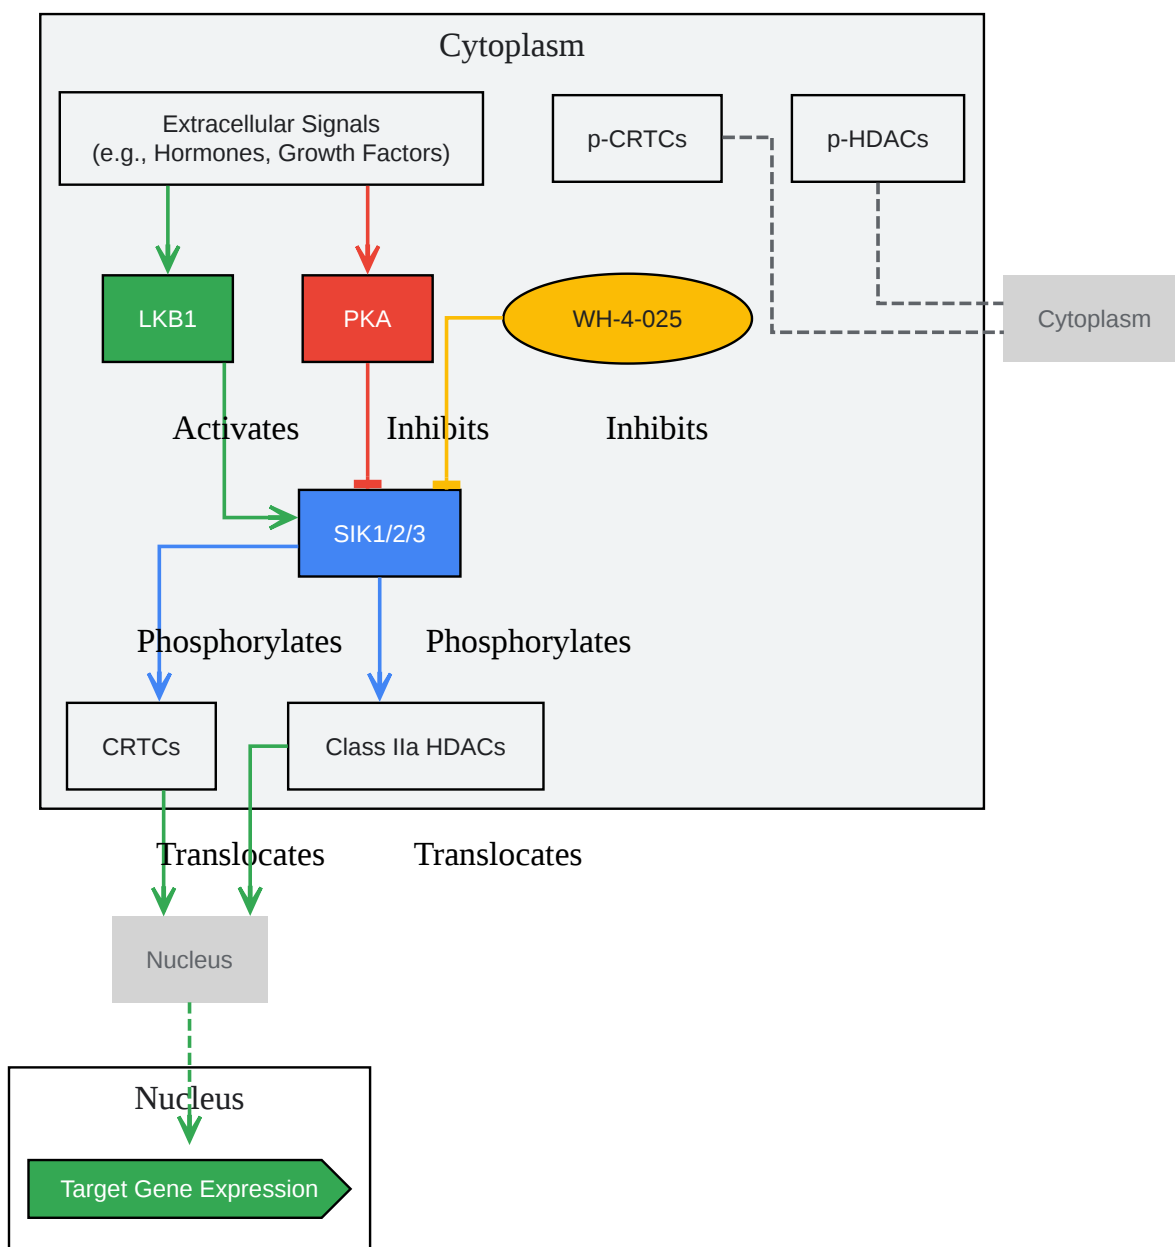 Cytoplasm
Extracellular Signals
(e.g., Hormones, Growth Factors)
p-CRTCs
p-HDACs
LKB1
PKA
WH-4-025
Cytoplasm
Activates
Inhibits
Inhibits
SIK1/2/3
Phosphorylates
Phosphorylates
CRTCs
Class IIa HDACs
Translocates
Translocates
Nucleus
Nucleus
Target Gene Expression